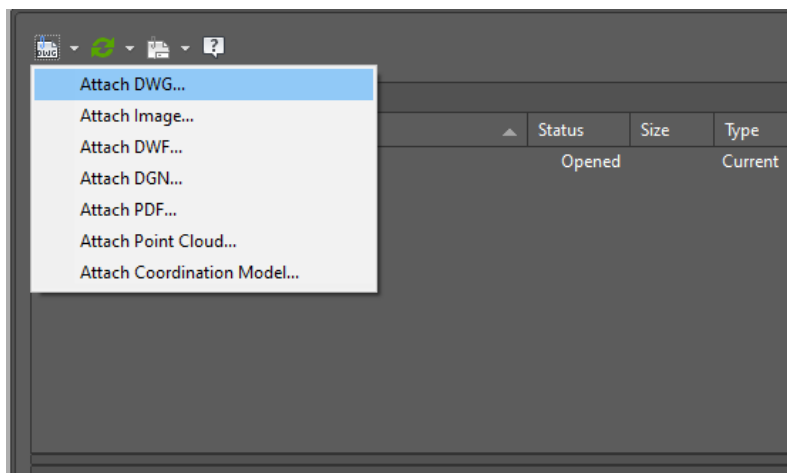 DWG
?
Attach DWG...
Attach Image...
Attach DWF...
Attach DGN...
Attach PDF...
Attach Point Cloud...
Attach Coordination Model...
Status Size Type
Opened Current